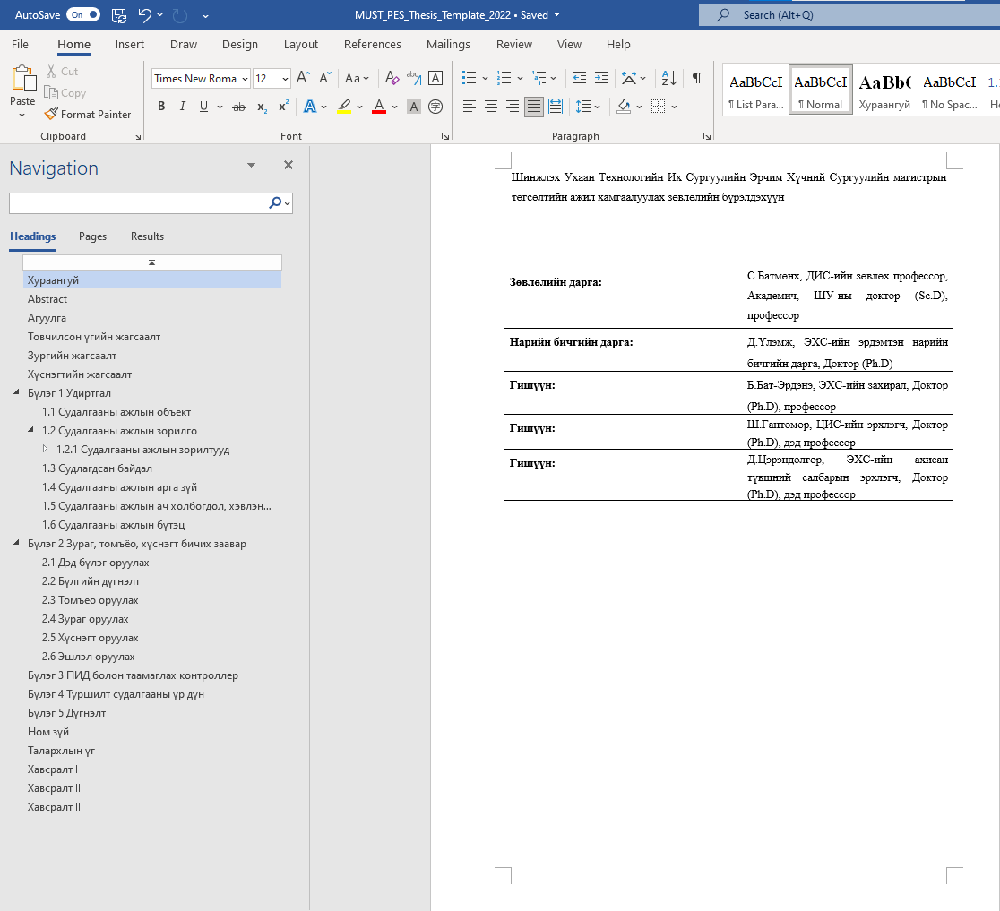 AutoSave On MUST_PES_Thesis_Template_2022 • Saved Search (Alt+Q)
File Home Insert Draw Design Layout References Mailings Review View Help
Paste
Cut
Copy
Format Painter
Clipboard
Times New Roma 12 A A Aa A abc A A
B I U ab x₂ x² A A A 字
Font
A Z ¶
Paragraph
AaBbCcI AaBbCcI AaBb( AaBbCcI 1.
¶ List Para... ¶ Normal Хураангуй ¶ No Spac... He
Navigation
Headings Pages Results
Хураангуй
Abstract
Агуулга
Товчилсон үгийн жагсаалт
Зургийн жагсаалт
Хүснэгтийн жагсаалт
Бүлэг 1 Удиртгал
1.1 Судалгааны ажлын объект
1.2 Судалгааны ажлын зорилго
1.2.1 Судалгааны ажлын зорилтууд
1.3 Судлагдсан байдал
1.4 Судалгааны ажлын арга зүй
1.5 Судалгааны ажлын ач холбогдол, хэвлэн...
1.6 Судалгааны ажлын бүтэц
Бүлэг 2 Зураг, томъёо, хүснэгт бичих заавар
2.1 Дэд бүлэг оруулах
2.2 Бүлгийн дүгнэлт
2.3 Томъёо оруулах
2.4 Зураг оруулах
2.5 Хүснэгт оруулах
2.6 Эшлэл оруулах
Бүлэг 3 ПИД болон таамаглах контроллер
Бүлэг 4 Туршилт судалгааны үр дүн
Бүлэг 5 Дүгнэлт
Ном зүй
Талархлын үг
Хавсралт I
Хавсралт II
Хавсралт III
Шинжлэх Ухаан Технологийн Их Сургуулийн Эрчим Хүчний Сургуулийн магистрын
төгсөлтийн ажил хамгаалуулах зөвлөлийн бүрэлдэхүүн
Зөвлөлийн дарга:
С.Батмөнх, ДИС-ийн зөвлөх профессор,
Академич, ШУ-ны доктор (Sc.D),
профессор
Нарийн бичгийн дарга:
Д.Үлэмж, ЭХС-ийн эрдэмтэн нарийн
бичгийн дарга, Доктор (Ph.D)
Гишүүн:
Б.Бат-Эрдэнэ, ЭХС-ийн захирал, Доктор
(Ph.D), профессор
Гишүүн:
Ш.Гантөмөр, ЦИС-ийн эрхлэгч, Доктор
(Ph.D), дэд профессор
Гишүүн:
Д.Цэрэндолгор, ЭХС-ийн ахисан
түвшний салбарын эрхлэгч, Доктор
(Ph.D), дэд профессор